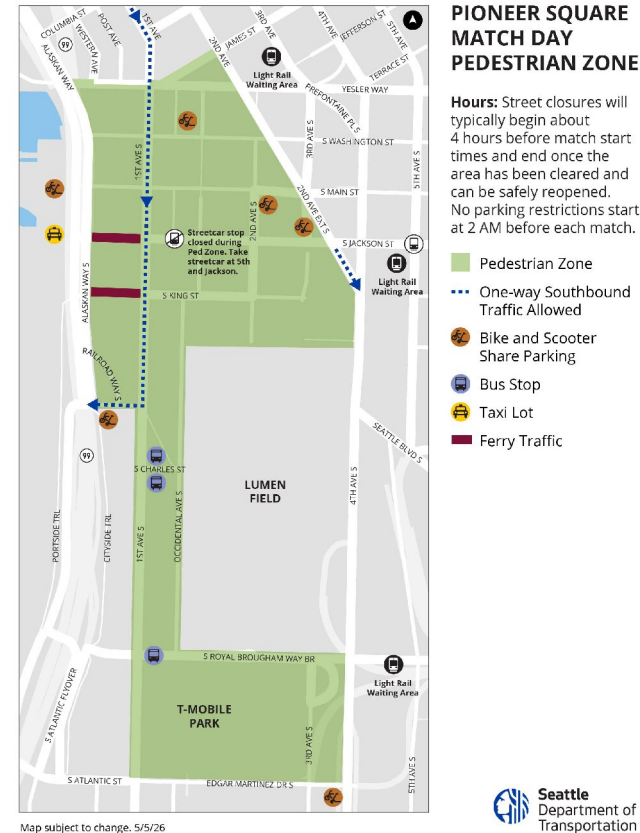 PIONEER SQUARE
MATCH DAY
PEDESTRIAN ZONE
Hours: Street closures will
typically begin about
4 hours before match start
times and end once the
area has been cleared and
can be safely reopened.
No parking restrictions start
at 2 AM before each match.
Pedestrian Zone
One-way Southbound
Traffic Allowed
Bike and Scooter
Share Parking
Bus Stop
Taxi Lot
Ferry Traffic
COLUMBIA ST
POST AVE
WESTERN AVE
99
ALASKAN WAY
1ST AVE
2ND AVE
JAMES ST
3RD AVE
4TH AVE
JEFFERSON ST
5TH AVE
TERRACE ST
Light Rail
Waiting Area
YESLER WAY
PREFONTAINE PL S
3RD AVE S
S WASHINGTON ST
5TH AVE S
1ST AVE S
S MAIN ST
2ND AVE S
2ND AVE EXT S
Streetcar stop
closed during
Ped Zone. Take
streetcar at 5th
and Jackson.
S JACKSON ST
Light Rail
Waiting Area
ALASKAN WAY S
S KING ST
RAILROAD WAY S
SEATTLE BLVD S
99
S CHARLES ST
LUMEN
FIELD
4TH AVE S
PORTSIDE TRL
CITYSIDE TRL
1ST AVE S
OCCIDENTAL AVE S
S ROYAL BROUGHAM WAY BR
Light Rail
Waiting Area
S ATLANTIC FLYOVER
T-MOBILE
PARK
3RD AVE S
5TH AVE S
S ATLANTIC ST
EDGAR MARTINEZ DR S
Map subject to change. 5/5/26
Seattle
Department of
Transportation